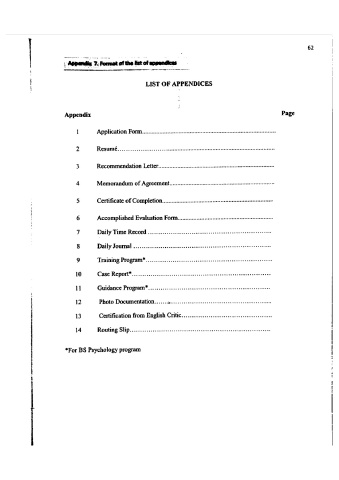 62
Appendix 7. Format of the list of appendices
LIST OF APPENDICES
Appendix Page
1 Application Form
2 Resumé
3 Recommendation Letter
4 Memorandum of Agreement
5 Certificate of Completion
6 Accomplished Evaluation Form
7 Daily Time Record
8 Daily Journal
9 Training Program*
10 Case Report*
11 Guidance Program*
12 Photo Documentation
13 Certification from English Critic
14 Routing Slip
*For BS Psychology program